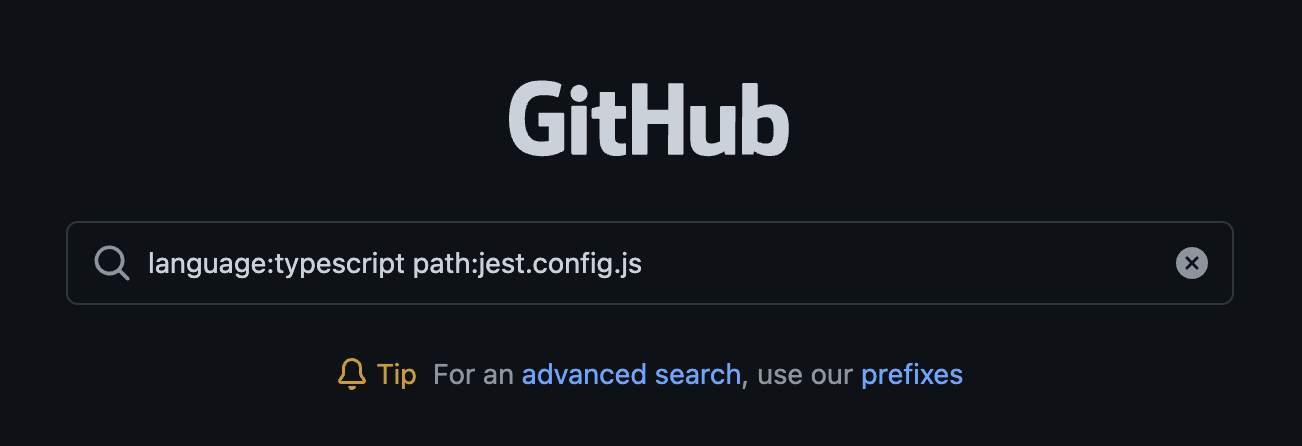 GitHub
language:typescript path:jest.config.js
Tip For an advanced search, use our prefixes